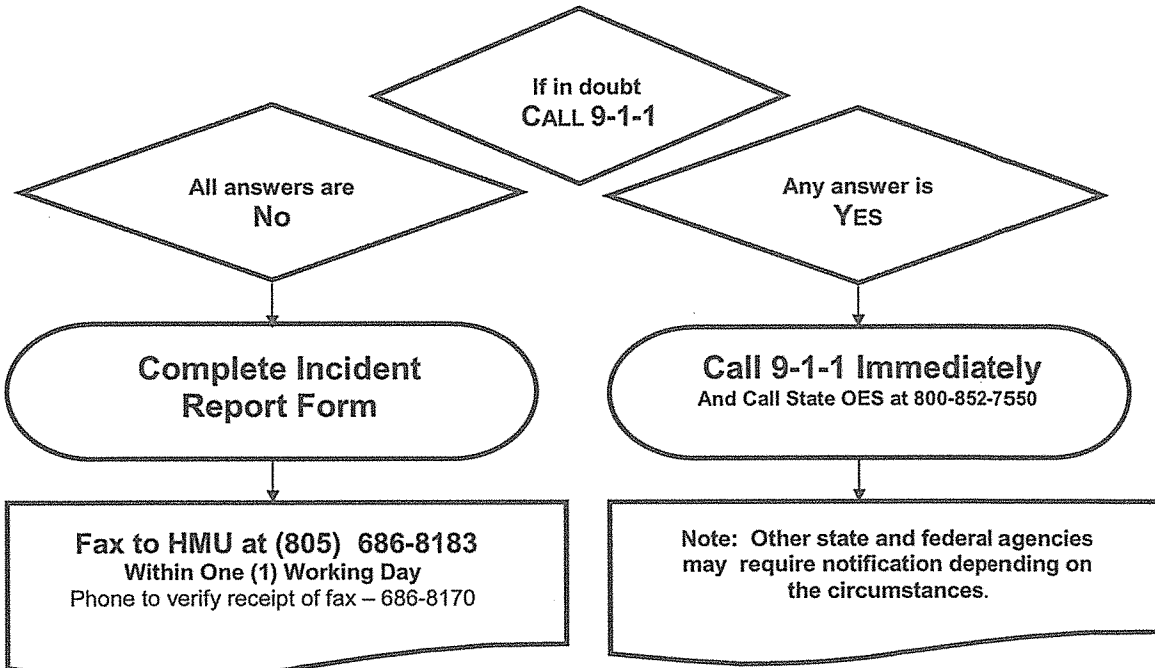 If in doubt
CALL 9-1-1
All answers are
No
Any answer is
YES
Complete Incident
Report Form
Call 9-1-1 Immediately
And Call State OES at 800-852-7550
Fax to HMU at (805) 686-8183
Within One (1) Working Day
Phone to verify receipt of fax – 686-8170
Note: Other state and federal agencies
may require notification depending on
the circumstances.